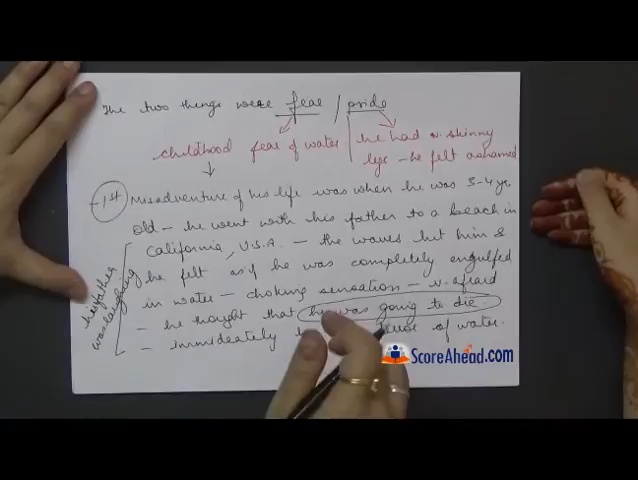 The two things were fear / pride
childhood fear of water
he had v. skinny
legs - he felt ashamed
- 1st misadventure of his life was when he was 3-4 yr.
old - he went with his father to a beach in
California, U.S.A. - the waves hit him &
he felt as if he was completely engulfed
in water - choking sensation - v. afraid
- he thought that he was going to die.
- immideately of water.
his father
was laughing
ScoreAhead.com